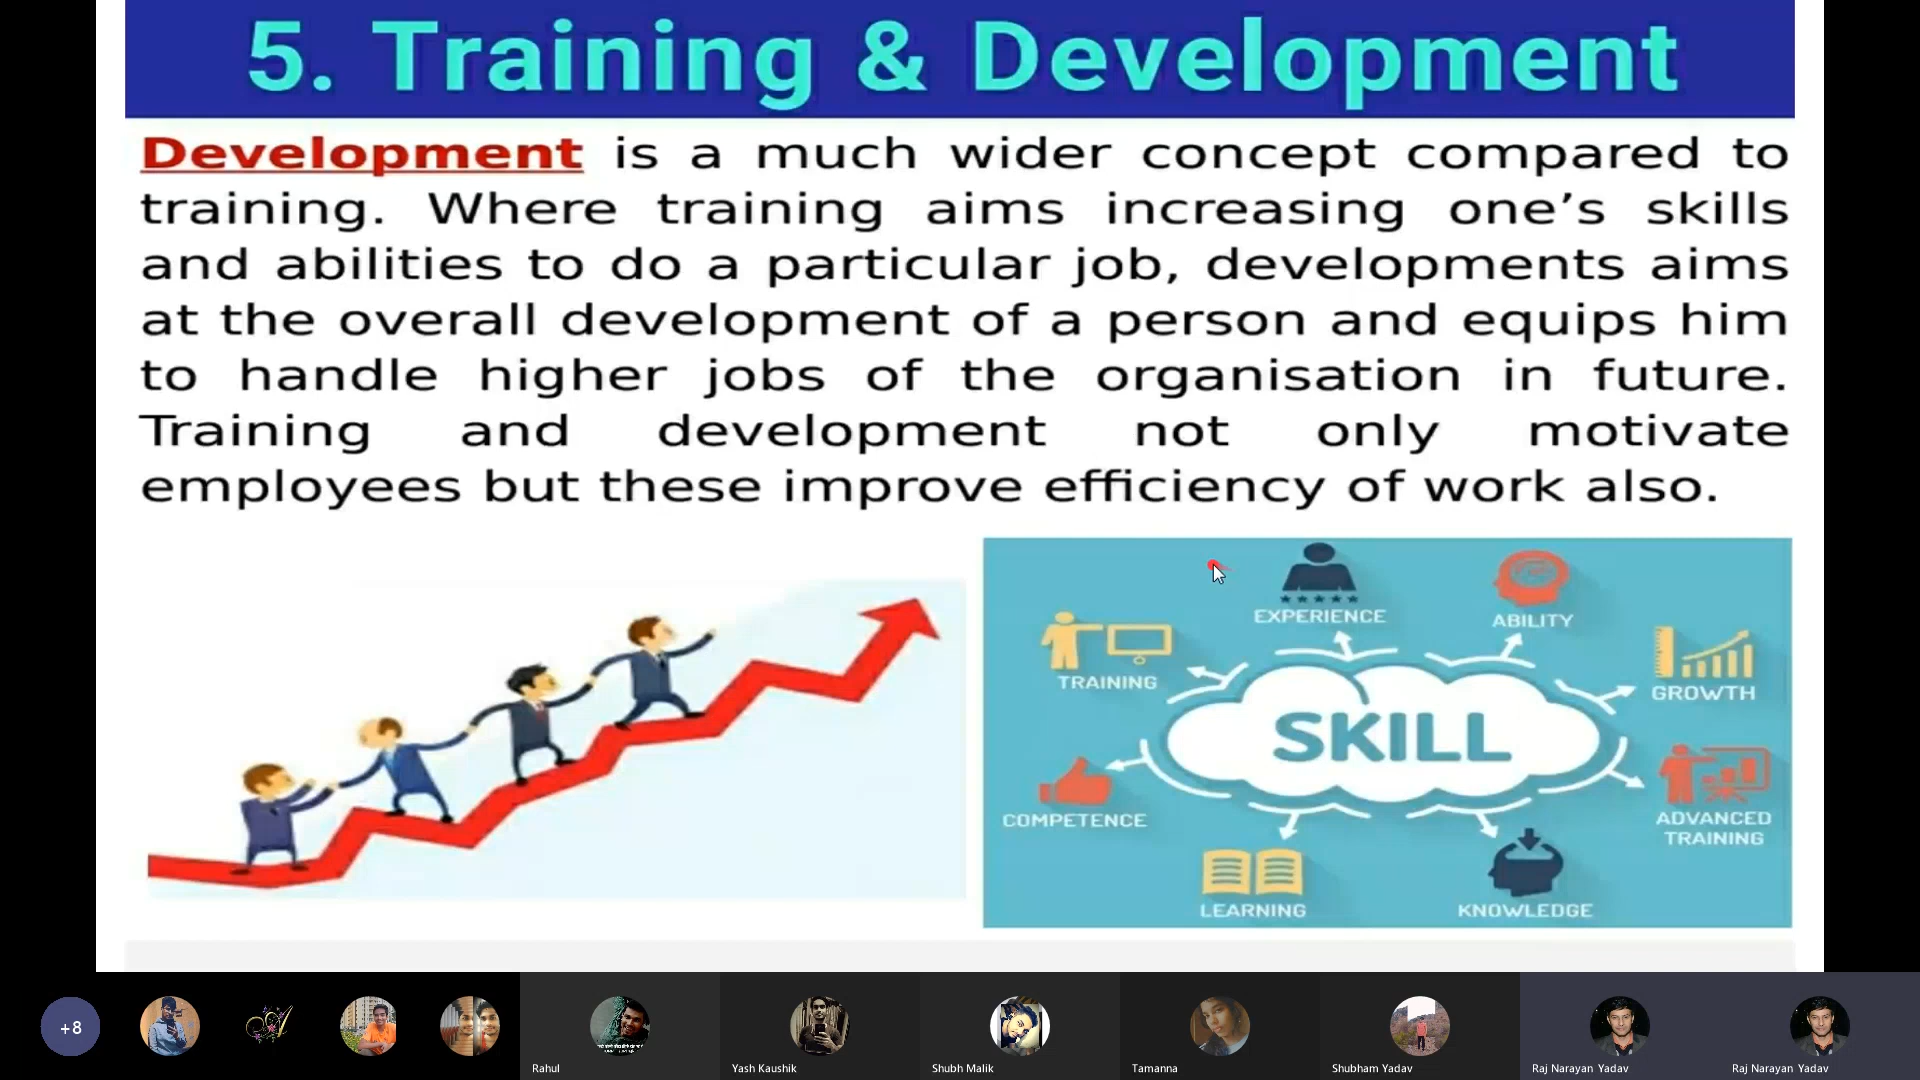 5. Training & Development
Development is a much wider concept compared to
training. Where training aims increasing one’s skills
and abilities to do a particular job, developments aims
at the overall development of a person and equips him
to handle higher jobs of the organisation in future.
Training and development not only motivate
employees but these improve efficiency of work also.
EXPERIENCE
ABILITY
TRAINING
GROWTH
SKILL
COMPETENCE
ADVANCED
TRAINING
LEARNING
KNOWLEDGE
+8
Rahul
Yash Kaushik
Shubh Malik
Tamanna
Shubham Yadav
Raj Narayan Yadav
Raj Narayan Yadav